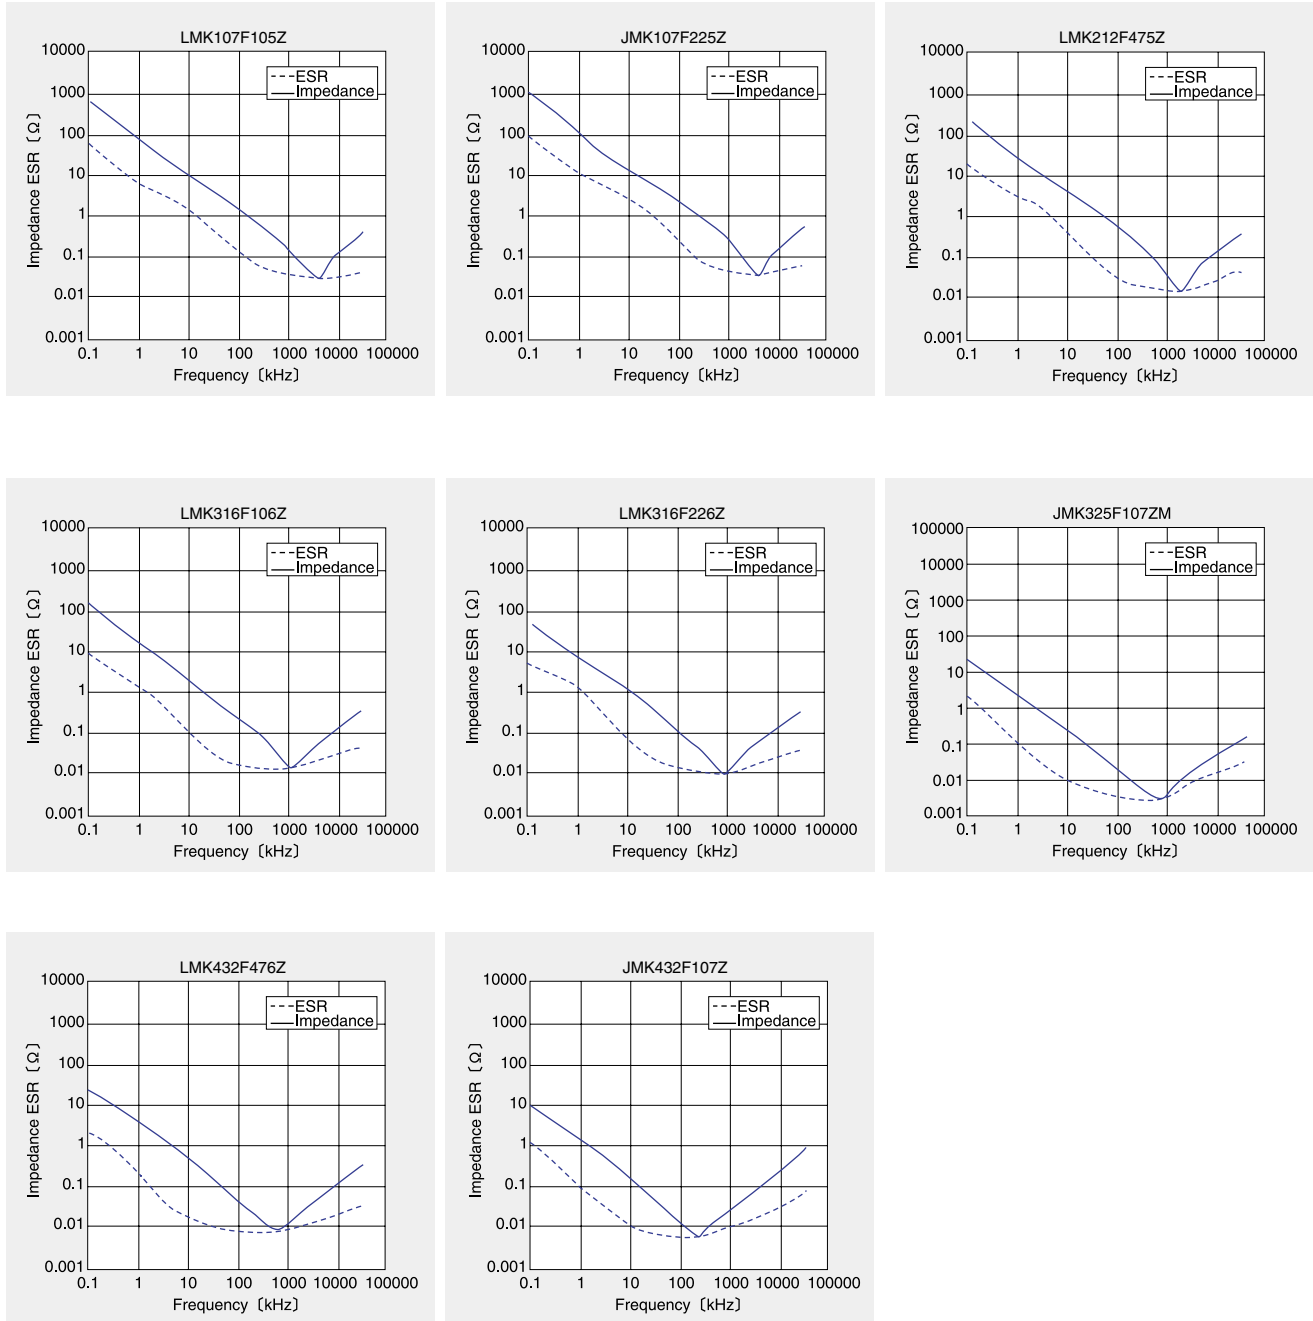 LMK107F105Z
10000
1000
100
10
1
0.1
0.01
0.001
Impedance ESR〔Ω〕
ESR
Impedance
0.1 1 10 100 1000 10000 100000
Frequency〔kHz〕
JMK107F225Z
10000
1000
100
10
1
0.1
0.01
0.001
Impedance ESR〔Ω〕
ESR
Impedance
0.1 1 10 100 1000 10000 100000
Frequency〔kHz〕
LMK212F475Z
10000
1000
100
10
1
0.1
0.01
0.001
Impedance ESR〔Ω〕
ESR
Impedance
0.1 1 10 100 1000 10000 100000
Frequency〔kHz〕
LMK316F106Z
10000
1000
100
10
1
0.1
0.01
0.001
Impedance ESR〔Ω〕
ESR
Impedance
0.1 1 10 100 1000 10000 100000
Frequency〔kHz〕
LMK316F226Z
10000
1000
100
10
1
0.1
0.01
0.001
Impedance ESR〔Ω〕
ESR
Impedance
0.1 1 10 100 1000 10000 100000
Frequency〔kHz〕
JMK325F107ZM
100000
10000
1000
100
10
1
0.1
0.01
0.001
Impedance ESR〔Ω〕
ESR
Impedance
0.1 1 10 100 1000 10000 100000
Frequency〔kHz〕
LMK432F476Z
10000
1000
100
10
1
0.1
0.01
0.001
Impedance ESR〔Ω〕
ESR
Impedance
0.1 1 10 100 1000 10000 100000
Frequency〔kHz〕
JMK432F107Z
10000
1000
100
10
1
0.1
0.01
0.001
Impedance ESR〔Ω〕
ESR
Impedance
0.1 1 10 100 1000 10000 100000
Frequency〔kHz〕